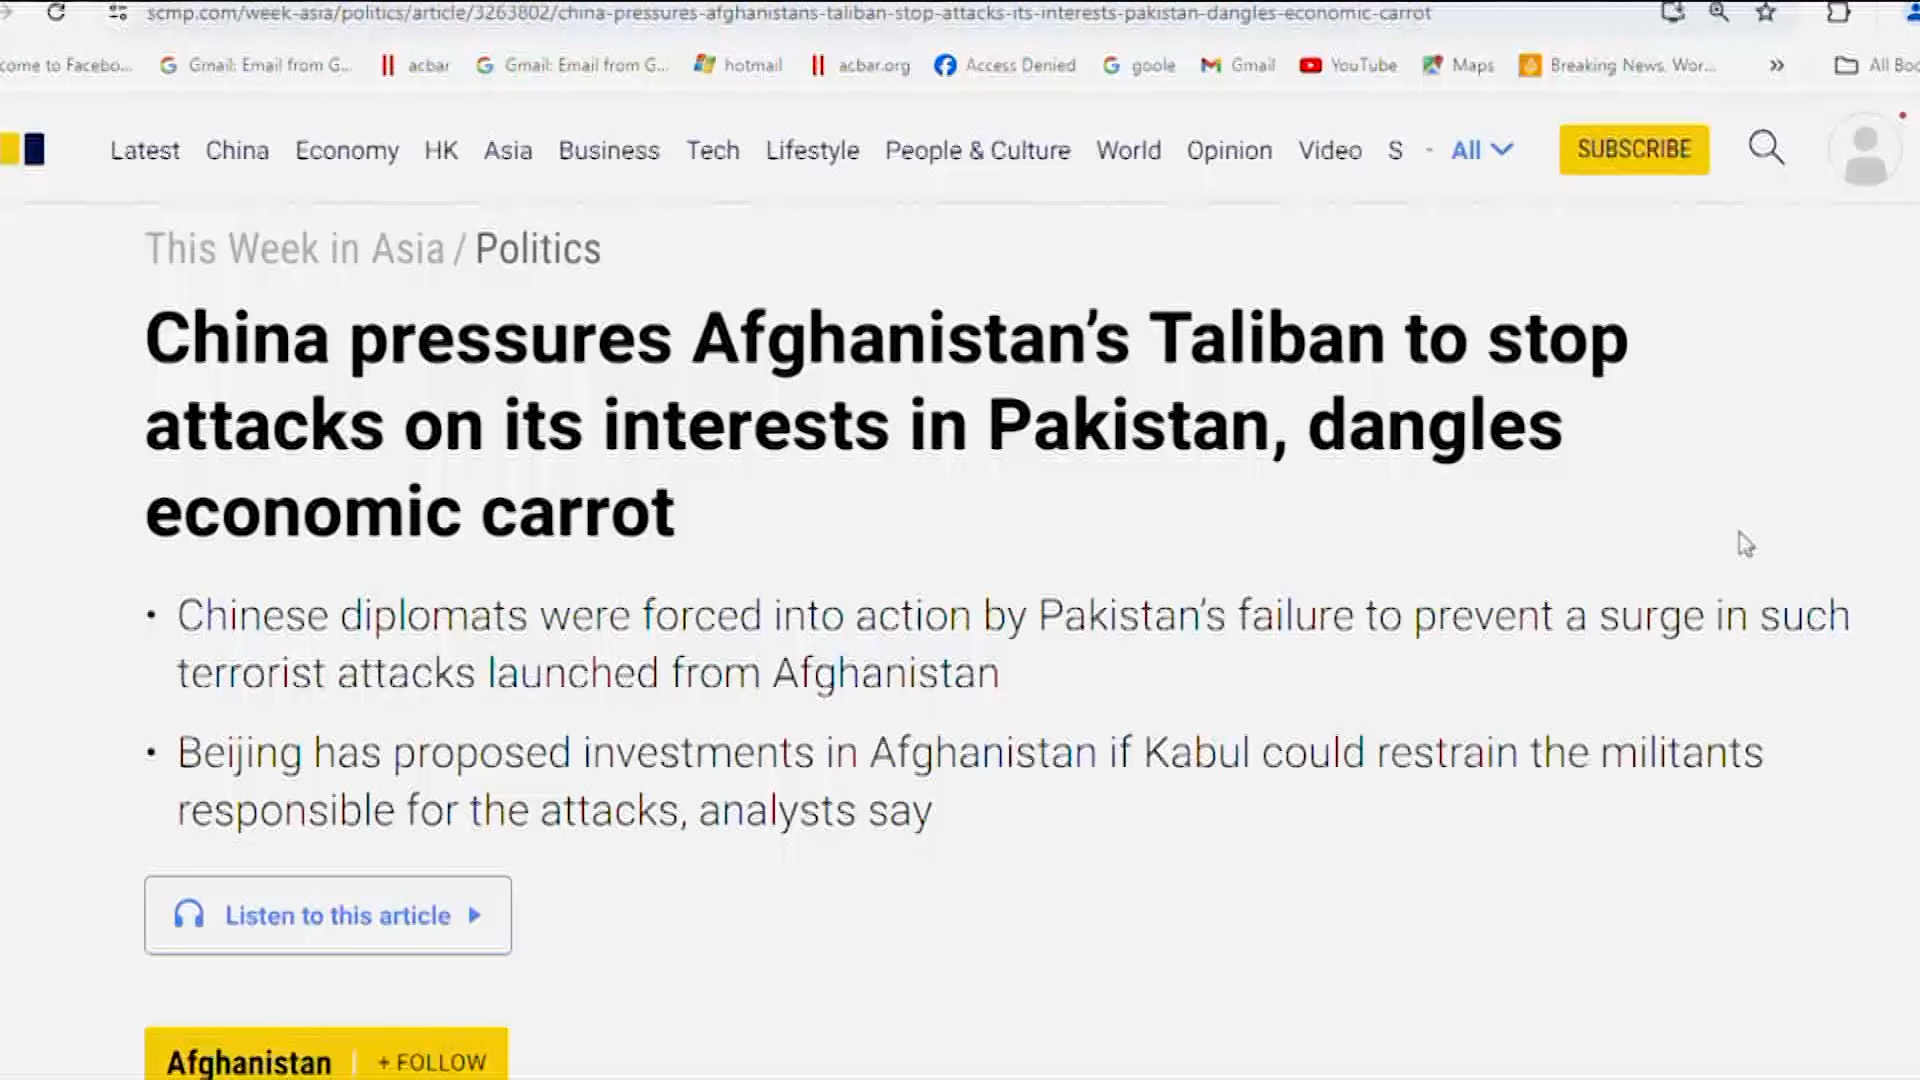 scmp.com/week-asia/politics/article/3263802/china-pressures-afghanistans-taliban-stop-attacks-its-interests-pakistan-dangles-economic-carrot
come to Facebo... Gmail: Email from G... acbar Gmail: Email from G... hotmail acbar.org Access Denied goole Gmail YouTube Maps Breaking News, Wor... » All Boo
Latest China Economy HK Asia Business Tech Lifestyle People & Culture World Opinion Video S - All SUBSCRIBE
This Week in Asia / Politics
China pressures Afghanistan's Taliban to stop
attacks on its interests in Pakistan, dangles
economic carrot
• Chinese diplomats were forced into action by Pakistan's failure to prevent a surge in such
terrorist attacks launched from Afghanistan
• Beijing has proposed investments in Afghanistan if Kabul could restrain the militants
responsible for the attacks, analysts say
Listen to this article
Afghanistan + FOLLOW